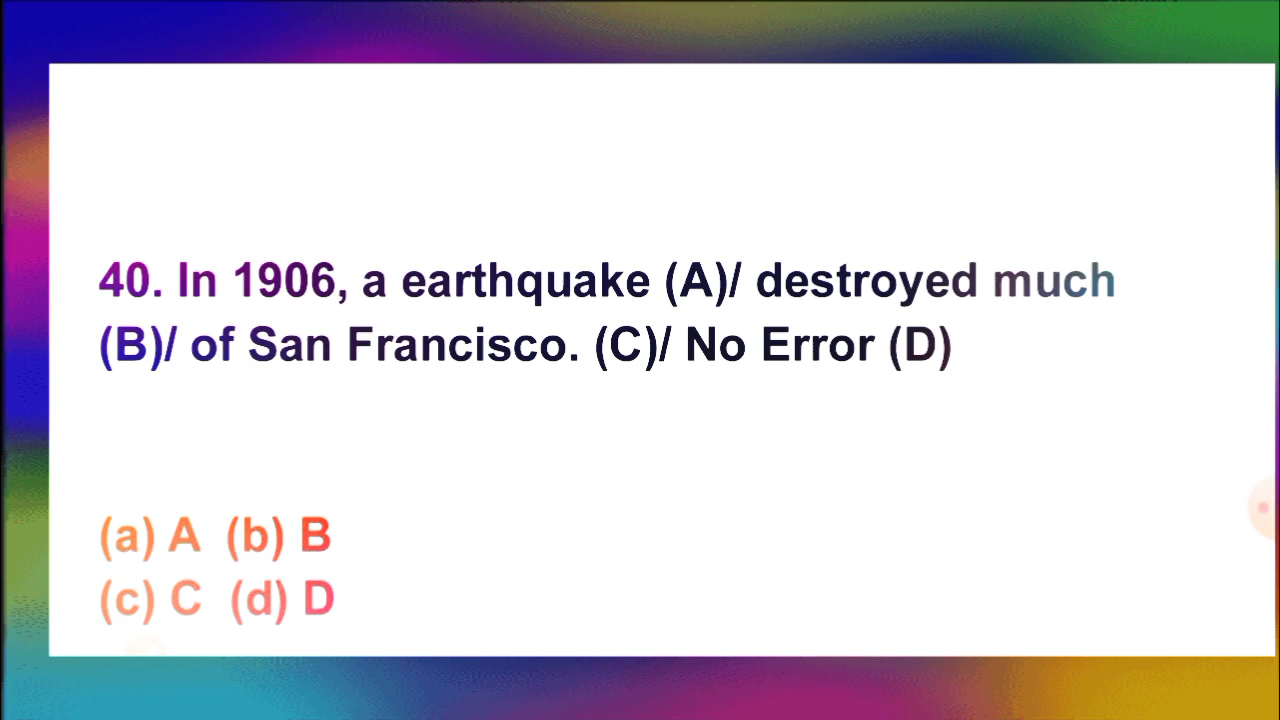 40. In 1906, a earthquake (A)/ destroyed much
(B)/ of San Francisco. (C)/ No Error (D)
(a) A (b) B
(c) C (d) D